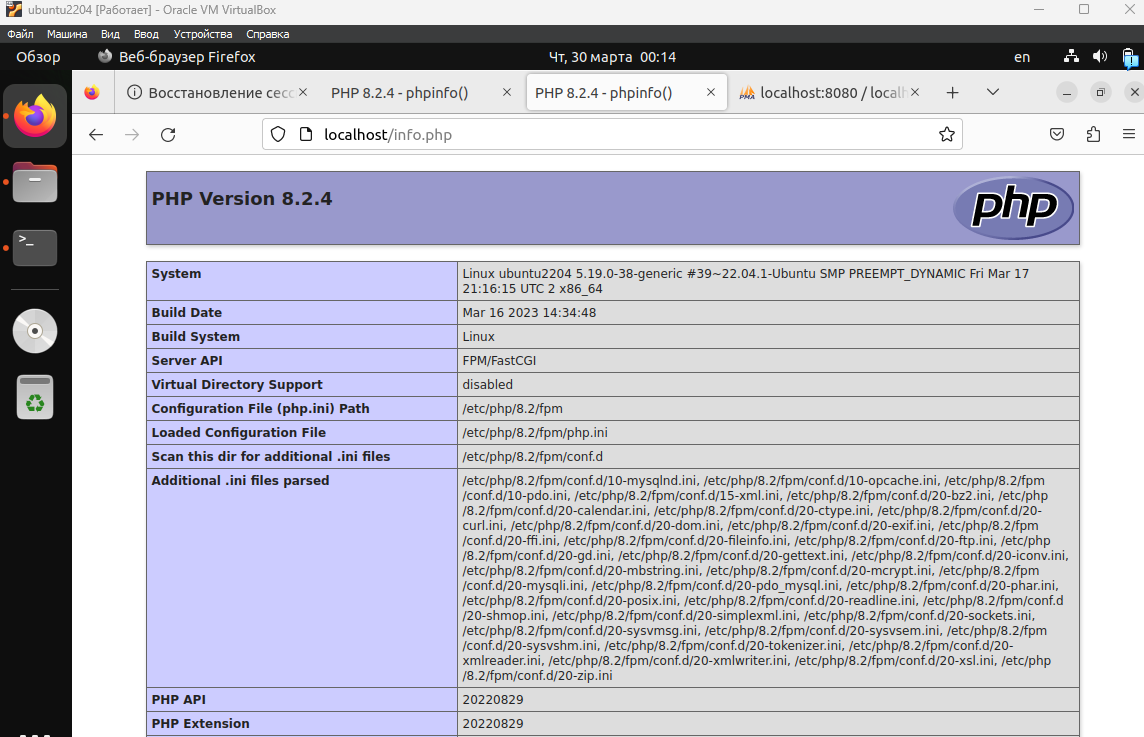 ubuntu2204 [Работает] - Oracle VM VirtualBox
Файл Машина Вид Ввод Устройства Справка
Обзор Веб-браузер Firefox Чт, 30 марта 00:14 en
Восстановление сесс PHP 8.2.4 - phpinfo() PHP 8.2.4 - phpinfo() localhost:8080 / localh
localhost/info.php
PHP Version 8.2.4
php
System Linux ubuntu2204 5.19.0-38-generic #39~22.04.1-Ubuntu SMP PREEMPT_DYNAMIC Fri Mar 17
21:16:15 UTC 2 x86_64
Build Date Mar 16 2023 14:34:48
Build System Linux
Server API FPM/FastCGI
Virtual Directory Support disabled
Configuration File (php.ini) Path /etc/php/8.2/fpm
Loaded Configuration File /etc/php/8.2/fpm/php.ini
Scan this dir for additional .ini files /etc/php/8.2/fpm/conf.d
Additional .ini files parsed /etc/php/8.2/fpm/conf.d/10-mysqlnd.ini, /etc/php/8.2/fpm/conf.d/10-opcache.ini, /etc/php/8.2/fpm
/conf.d/10-pdo.ini, /etc/php/8.2/fpm/conf.d/15-xml.ini, /etc/php/8.2/fpm/conf.d/20-bz2.ini, /etc/php
/8.2/fpm/conf.d/20-calendar.ini, /etc/php/8.2/fpm/conf.d/20-ctype.ini, /etc/php/8.2/fpm/conf.d/20-
curl.ini, /etc/php/8.2/fpm/conf.d/20-dom.ini, /etc/php/8.2/fpm/conf.d/20-exif.ini, /etc/php/8.2/fpm
/conf.d/20-ffi.ini, /etc/php/8.2/fpm/conf.d/20-fileinfo.ini, /etc/php/8.2/fpm/conf.d/20-ftp.ini, /etc/php
/8.2/fpm/conf.d/20-gd.ini, /etc/php/8.2/fpm/conf.d/20-gettext.ini, /etc/php/8.2/fpm/conf.d/20-iconv.ini,
/etc/php/8.2/fpm/conf.d/20-mbstring.ini, /etc/php/8.2/fpm/conf.d/20-mcrypt.ini, /etc/php/8.2/fpm
/conf.d/20-mysqli.ini, /etc/php/8.2/fpm/conf.d/20-pdo_mysql.ini, /etc/php/8.2/fpm/conf.d/20-phar.ini,
/etc/php/8.2/fpm/conf.d/20-posix.ini, /etc/php/8.2/fpm/conf.d/20-readline.ini, /etc/php/8.2/fpm/conf.d
/20-shmop.ini, /etc/php/8.2/fpm/conf.d/20-simplexml.ini, /etc/php/8.2/fpm/conf.d/20-sockets.ini,
/etc/php/8.2/fpm/conf.d/20-sysvmsg.ini, /etc/php/8.2/fpm/conf.d/20-sysvsem.ini, /etc/php/8.2/fpm
/conf.d/20-sysvshm.ini, /etc/php/8.2/fpm/conf.d/20-tokenizer.ini, /etc/php/8.2/fpm/conf.d/20-
xmlreader.ini, /etc/php/8.2/fpm/conf.d/20-xmlwriter.ini, /etc/php/8.2/fpm/conf.d/20-xsl.ini, /etc/php
/8.2/fpm/conf.d/20-zip.ini
PHP API 20220829
PHP Extension 20220829